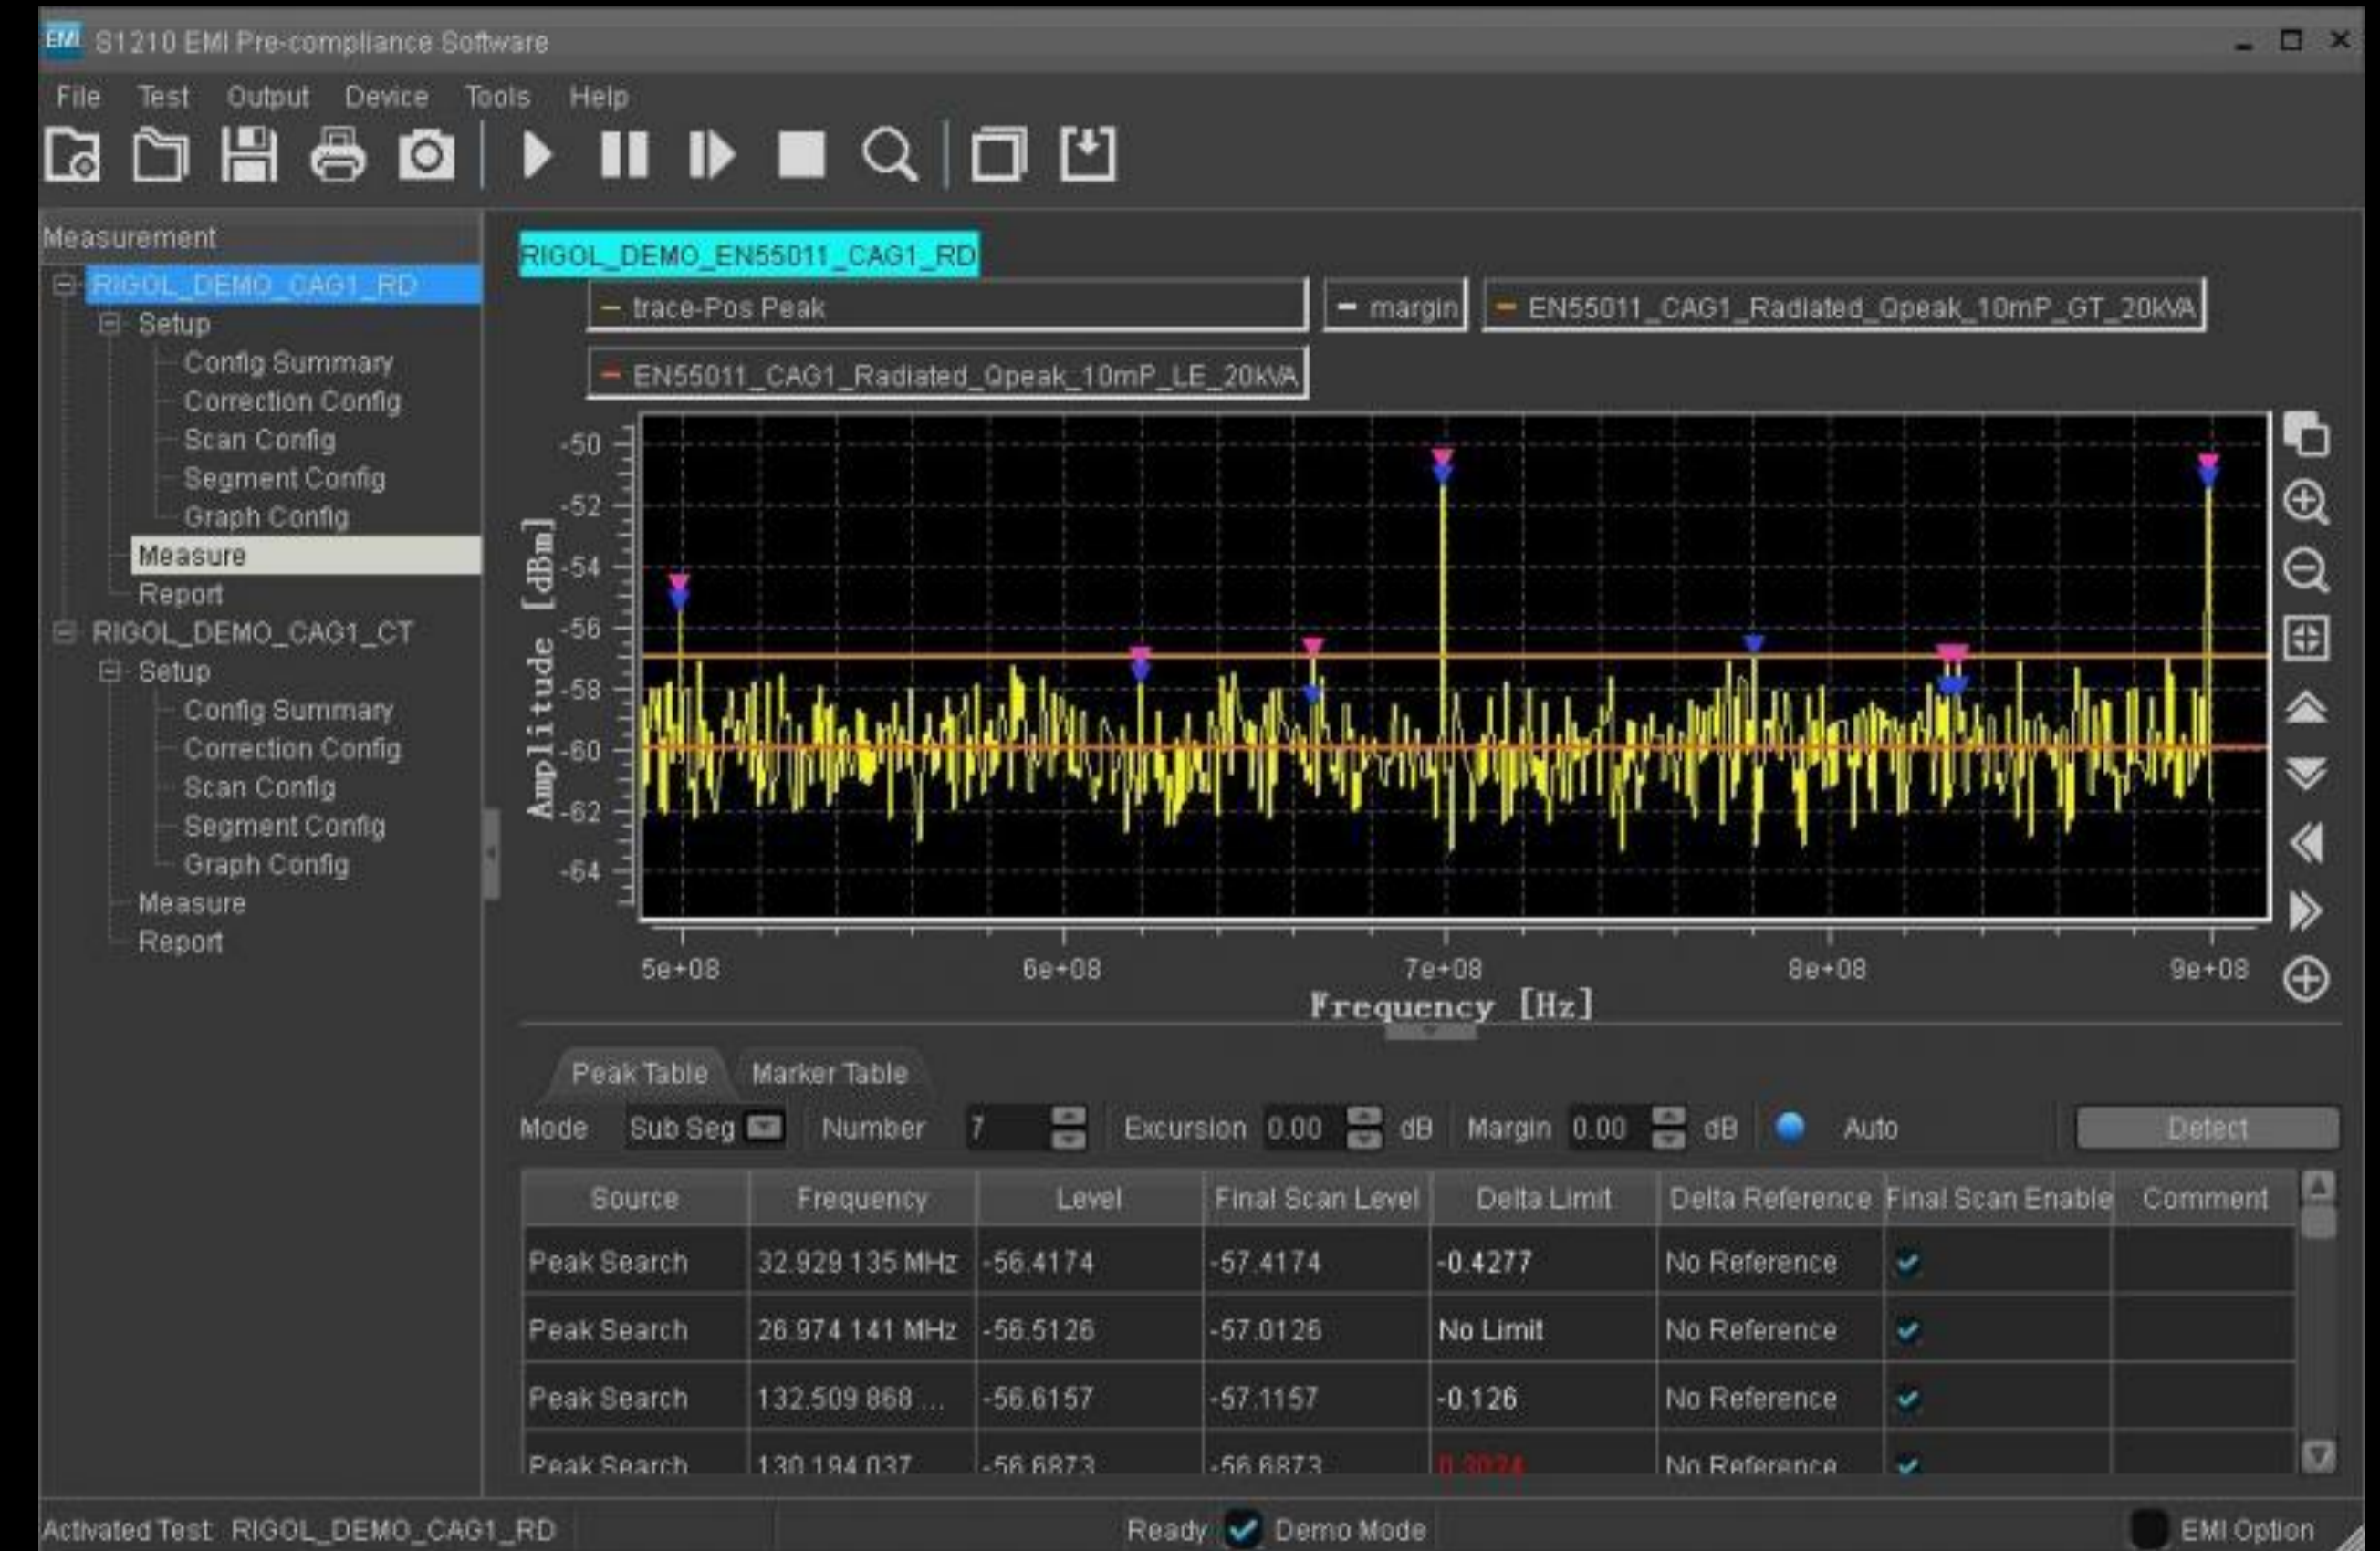 EMI S1210 EMI Pre-compliance Software
File Test Output Device Tools Help
Measurement
RIGOL_DEMO_CAG1_RD
Setup
Config Summary
Correction Config
Scan Config
Segment Config
Graph Config
Measure
Report
RIGOL_DEMO_CAG1_CT
Setup
Config Summary
Correction Config
Scan Config
Segment Config
Graph Config
Measure
Report
RIGOL_DEMO_EN55011_CAG1_RD
trace-Pos Peak margin EN55011_CAG1_Radiated_Qpeak_10mP_GT_20kVA
EN55011_CAG1_Radiated_Qpeak_10mP_LE_20kVA
Amplitude [dBm]
-50
-52
-54
-56
-58
-60
-62
-64
5e+08 6e+08 7e+08 8e+08 9e+08
Frequency [Hz]
Peak Table Marker Table
Mode Sub Seg Number 7 Excursion 0.00 dB Margin 0.00 dB Auto Detect
Source Frequency Level Final Scan Level Delta Limit Delta Reference Final Scan Enable Comment
Peak Search 32.929 135 MHz -56.4174 -57.4174 -0.4277 No Reference
Peak Search 26.974 141 MHz -56.5126 -57.0126 No Limit No Reference
Peak Search 132.509 868 ... -56.6157 -57.1157 -0.126 No Reference
Peak Search 130.194 037 -56.6873 -56.6873 0.3024 No Reference
Activated Test: RIGOL_DEMO_CAG1_RD Ready Demo Mode EMI Option